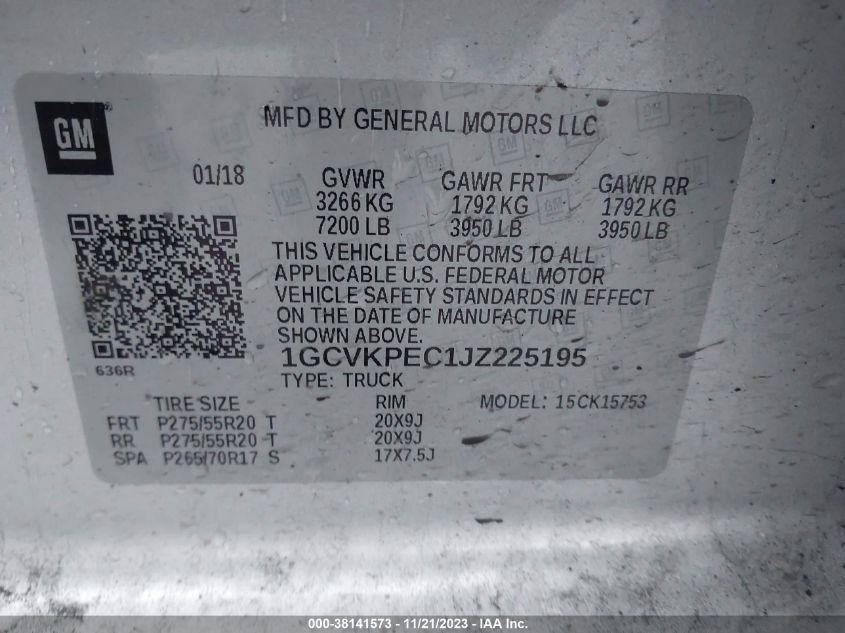 GM
MFD BY GENERAL MOTORS LLC
01/18
GVWR GAWR FRT GAWR RR
3266 KG 1792 KG 1792 KG
7200 LB 3950 LB 3950 LB
THIS VEHICLE CONFORMS TO ALL
APPLICABLE U.S. FEDERAL MOTOR
VEHICLE SAFETY STANDARDS IN EFFECT
ON THE DATE OF MANUFACTURE
SHOWN ABOVE.
1GCVKPEC1JZ225195
636R
TYPE: TRUCK
TIRE SIZE RIM MODEL: 15CK15753
FRT P275/55R20 T 20X9J
RR P275/55R20 T 20X9J
SPA P265/70R17 S 17X7.5J
000-38141573 — 11/21/2023 — IAA Inc.